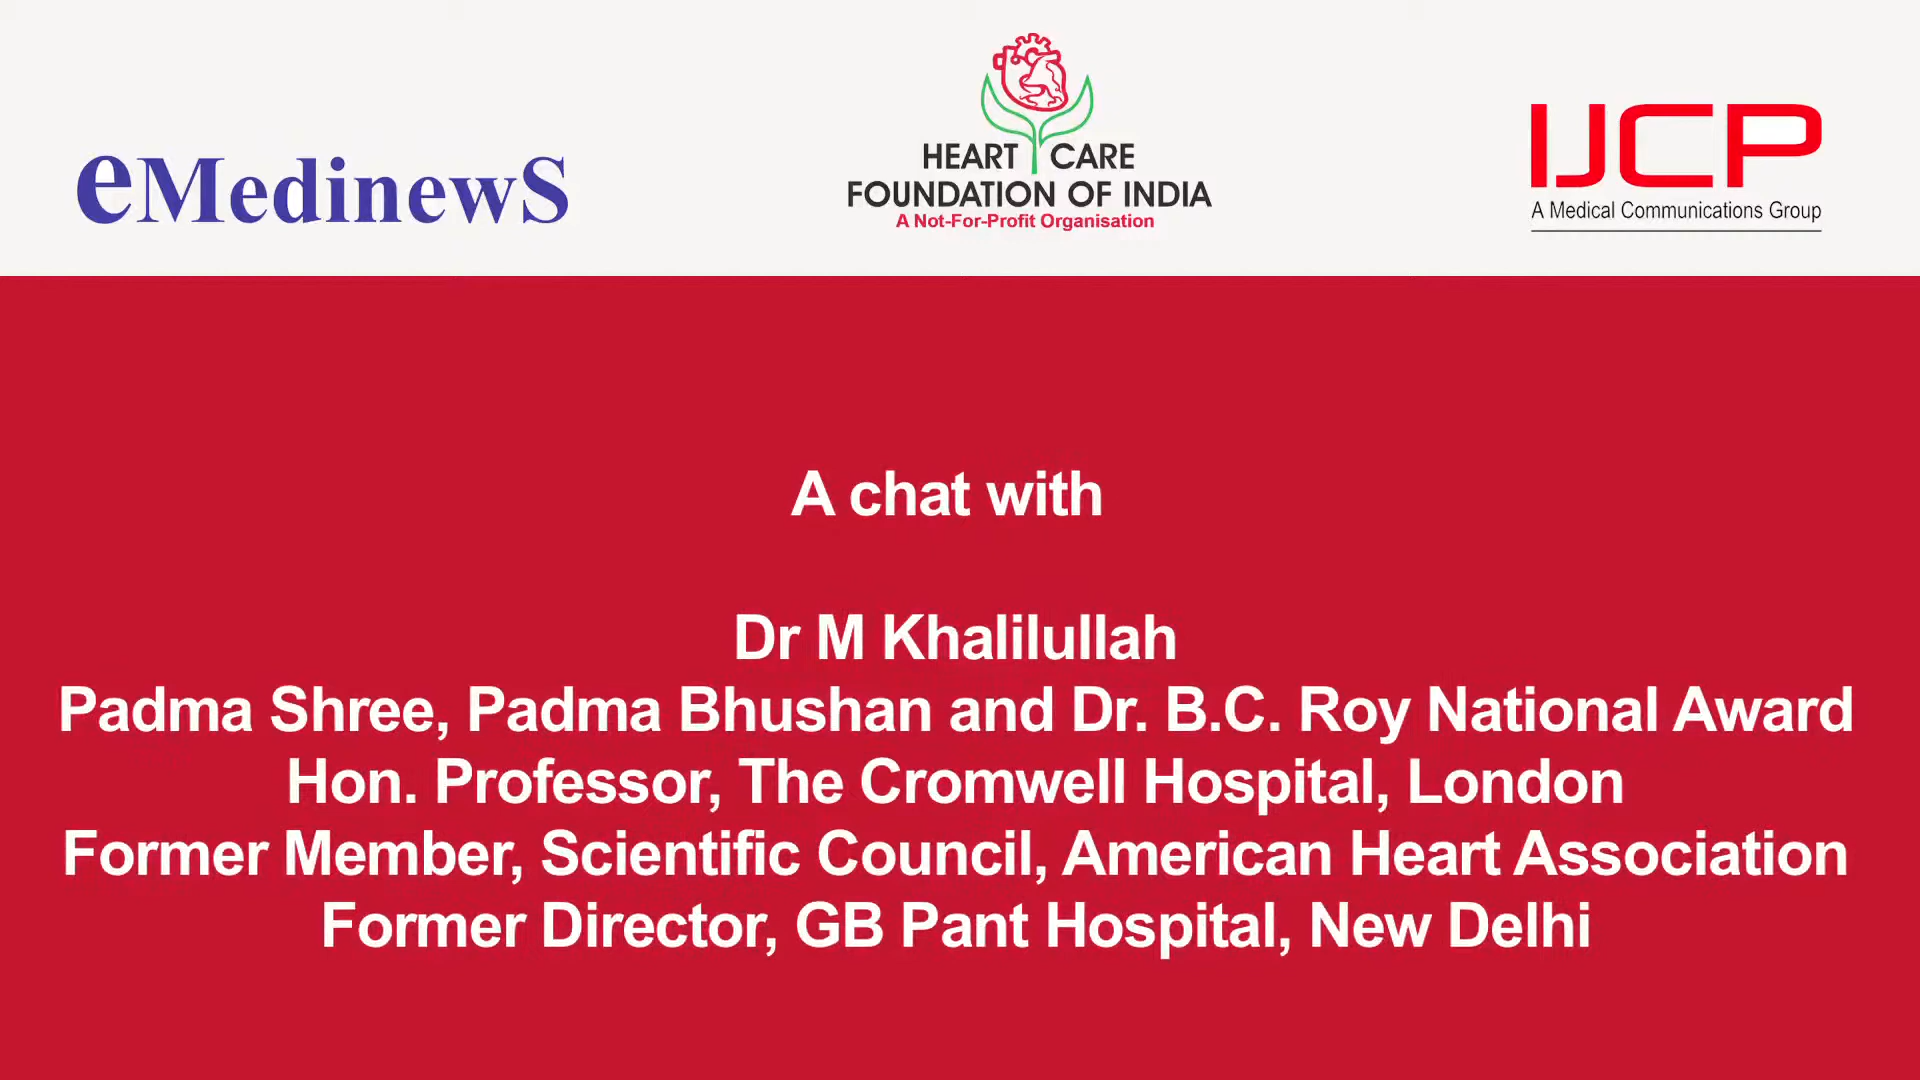 eMedinewS
HEART CARE
FOUNDATION OF INDIA
A Not-For-Profit Organisation
IJCP
A Medical Communications Group
A chat with
Dr M Khalilullah
Padma Shree, Padma Bhushan and Dr. B.C. Roy National Award
Hon. Professor, The Cromwell Hospital, London
Former Member, Scientific Council, American Heart Association
Former Director, GB Pant Hospital, New Delhi